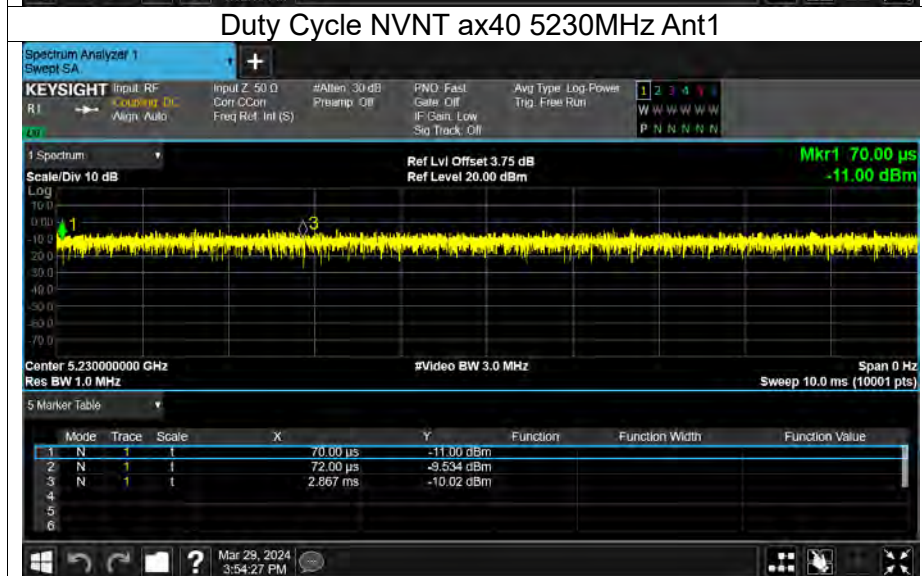 Duty Cycle NVNT ax40 5230MHz Ant1
Spectrum Analyzer 1
Swept SA
+
KEYSIGHT Input: RF Input Z: 50 Ω #Atten: 30 dB PNO: Fast Avg Type: Log-Power 1 2 3 4 5 6
Coupling: DC Corr CCorr Preamp: Off Gate: Off Trig: Free Run W W W W W W
Align: Auto Freq Ref: Int (S) IF Gain: Low
Sig Track: Off P N N N N N
1 Spectrum Ref Lvl Offset 3.75 dB Mkr1 70.00 µs
Scale/Div 10 dB Ref Level 20.00 dBm -11.00 dBm
Log
10.0
0.00
-10.0
-20.0
-30.0
-40.0
-50.0
-60.0
-70.0
1
3
Center 5.230000000 GHz #Video BW 3.0 MHz Span 0 Hz
Res BW 1.0 MHz Sweep 10.0 ms (10001 pts)
5 Marker Table
Mode Trace Scale X Y Function Function Width Function Value
1 N 1 t 70.00 µs -11.00 dBm
2 N 1 t 72.00 µs -9.534 dBm
3 N 1 t 2.867 ms -10.02 dBm
4
5
6
? Mar 29, 2024
3:54:27 PM